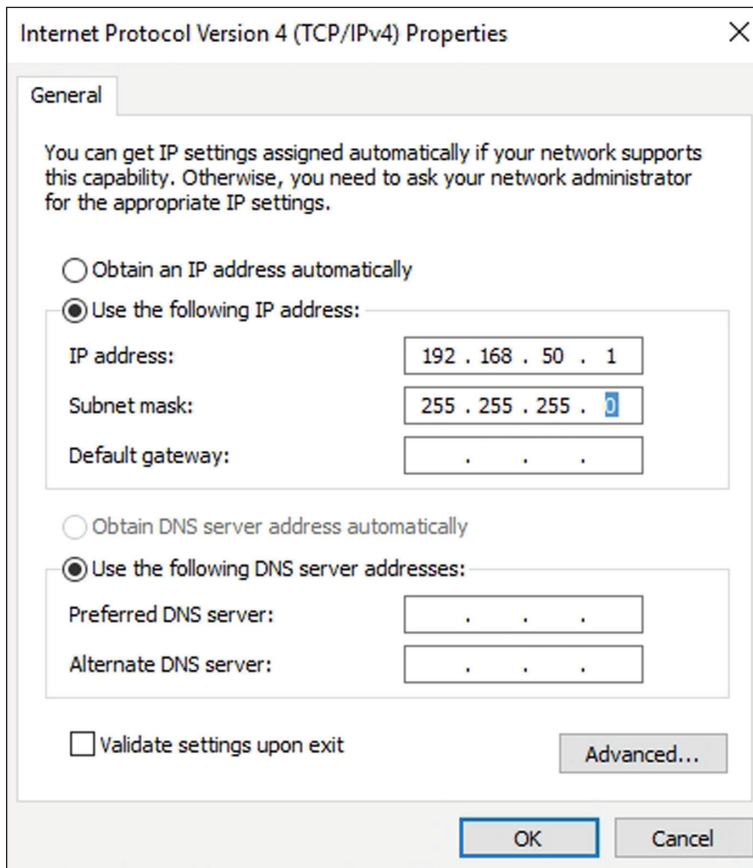 Internet Protocol Version 4 (TCP/IPv4) Properties
General
You can get IP settings assigned automatically if your network supports
this capability. Otherwise, you need to ask your network administrator
for the appropriate IP settings.
Obtain an IP address automatically
Use the following IP address:
IP address: 192 . 168 . 50 . 1
Subnet mask: 255 . 255 . 255 . 0
Default gateway: . . .
Obtain DNS server address automatically
Use the following DNS server addresses:
Preferred DNS server: . . .
Alternate DNS server: . . .
Validate settings upon exit
Advanced...
OK Cancel